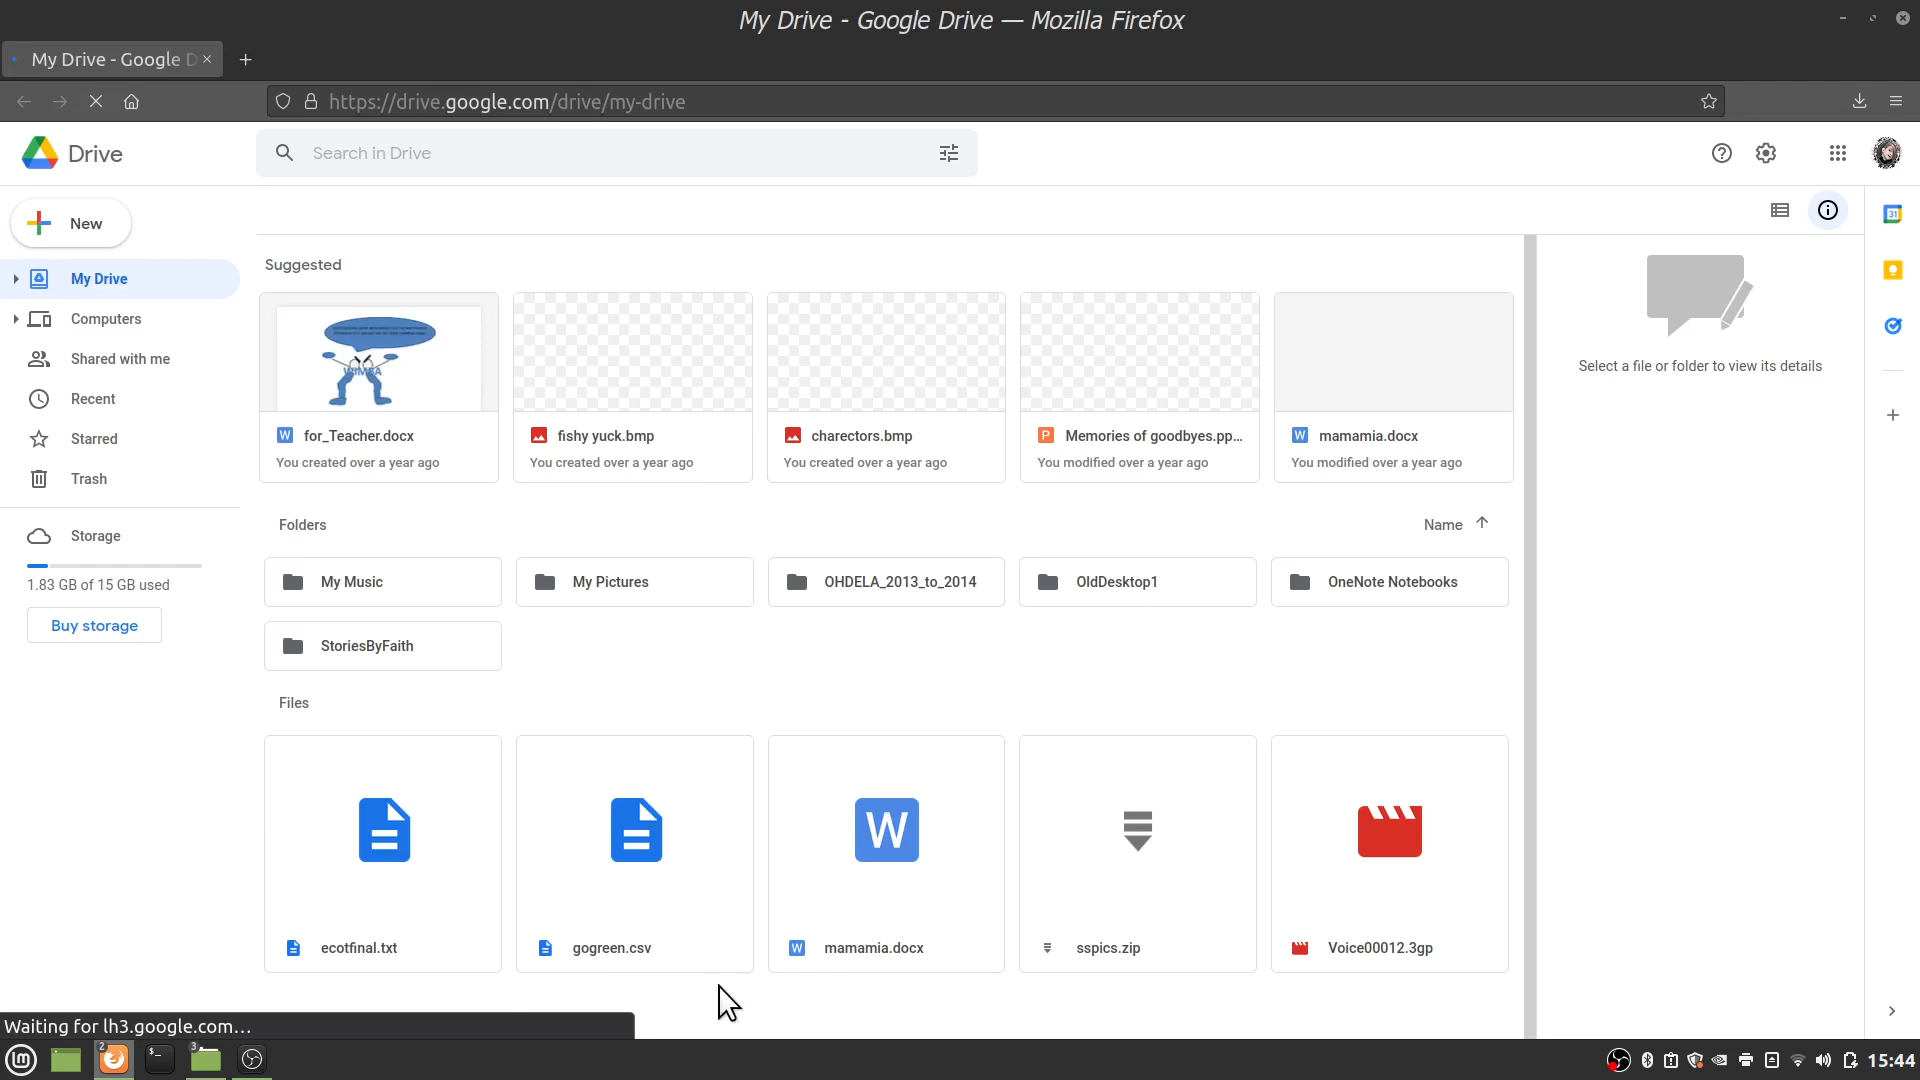 My Drive - Google Drive — Mozilla Firefox
My Drive - Google D
https://drive.google.com/drive/my-drive
Drive
Search in Drive
New
My Drive
Computers
Shared with me
Recent
Starred
Trash
Storage
1.83 GB of 15 GB used
Buy storage
Suggested
WIMPA
for_Teacher.docx
You created over a year ago
fishy yuck.bmp
You created over a year ago
charectors.bmp
You created over a year ago
P
Memories of goodbyes.pp...
You modified over a year ago
W
mamamia.docx
You modified over a year ago
Folders
Name
My Music
My Pictures
OHDELA_2013_to_2014
OldDesktop1
OneNote Notebooks
StoriesByFaith
Files
W
ecotfinal.txt
gogreen.csv
W
mamamia.docx
sspics.zip
Voice00012.3gp
Select a file or folder to view its details
31
Waiting for lh3.google.com...
2
3
15:44